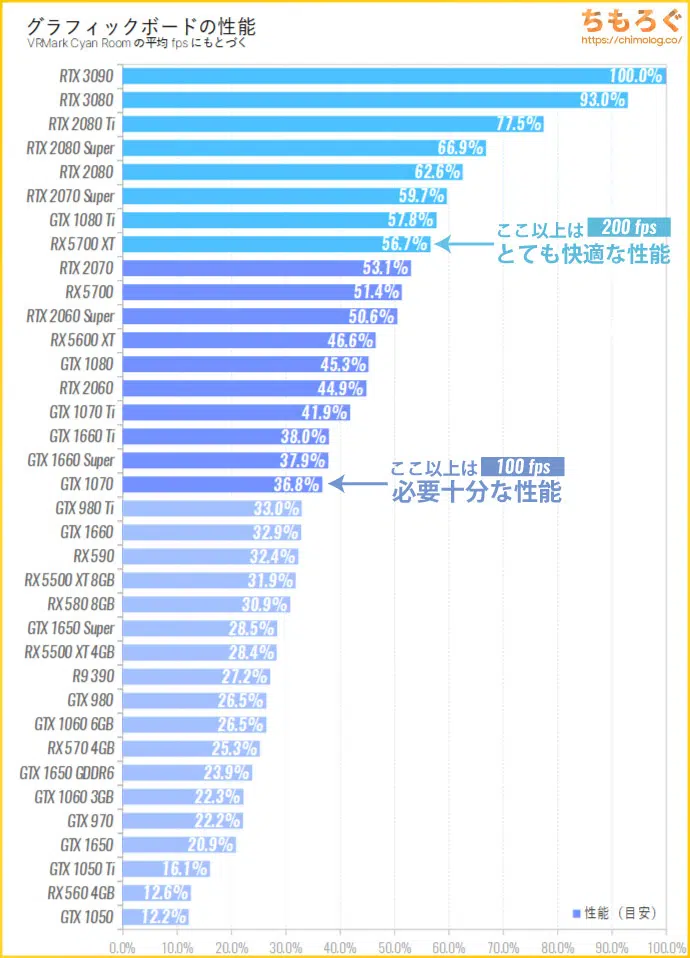 グラフィックボードの性能
VRMark Cyan Room の平均 fps にもとづく
ちもろぐ
https://chimolog.co/
RTX 3090 100.0%
RTX 3080 93.0%
RTX 2080 Ti 77.5%
RTX 2080 Super 66.9%
RTX 2080 62.6%
RTX 2070 Super 59.7%
GTX 1080 Ti 57.8%
RX 5700 XT 56.7%
ここ以上は 200 fps
とても快適な性能
RTX 2070 53.1%
RX 5700 51.4%
RTX 2060 Super 50.6%
RX 5600 XT 46.6%
GTX 1080 45.3%
RTX 2060 44.9%
GTX 1070 Ti 41.9%
GTX 1660 Ti 38.0%
GTX 1660 Super 37.9%
GTX 1070 36.8%
ここ以上は 100 fps
必要十分な性能
GTX 980 Ti 33.0%
GTX 1660 32.9%
RX 590 32.4%
RX 5500 XT 8GB 31.9%
RX 580 8GB 30.9%
GTX 1650 Super 28.5%
RX 5500 XT 4GB 28.4%
R9 390 27.2%
GTX 980 26.5%
GTX 1060 6GB 26.5%
RX 570 4GB 25.3%
GTX 1650 GDDR6 23.9%
GTX 1060 3GB 22.3%
GTX 970 22.2%
GTX 1650 20.9%
GTX 1050 Ti 16.1%
RX 560 4GB 12.6%
GTX 1050 12.2%
性能（目安）
0.0% 10.0% 20.0% 30.0% 40.0% 50.0% 60.0% 70.0% 80.0% 90.0% 100.0%